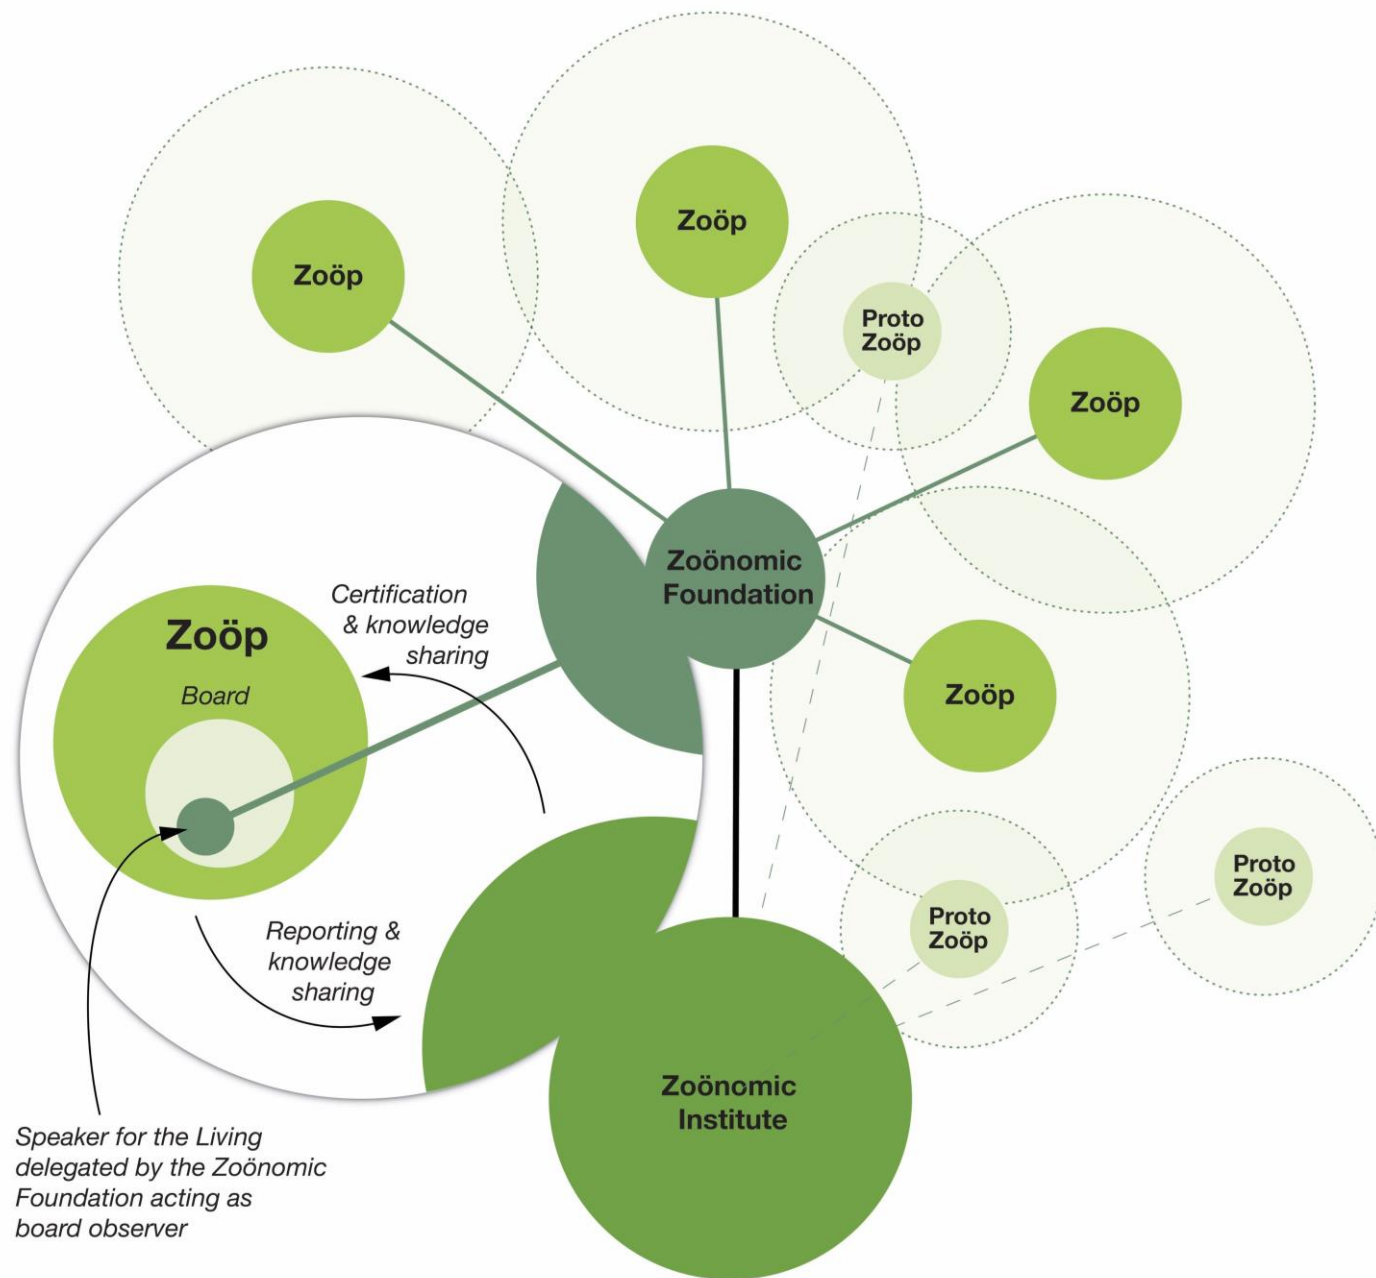 Zoöp
Zoöp
Proto
Zoöp
Zoöp
Zoönomic
Foundation
Certification
& knowledge
sharing
Zoöp
Board
Zoöp
Proto
Zoöp
Proto
Zoöp
Reporting &
knowledge
sharing
Zoönomic
Institute
Speaker for the Living
delegated by the Zoönomic
Foundation acting as
board observer